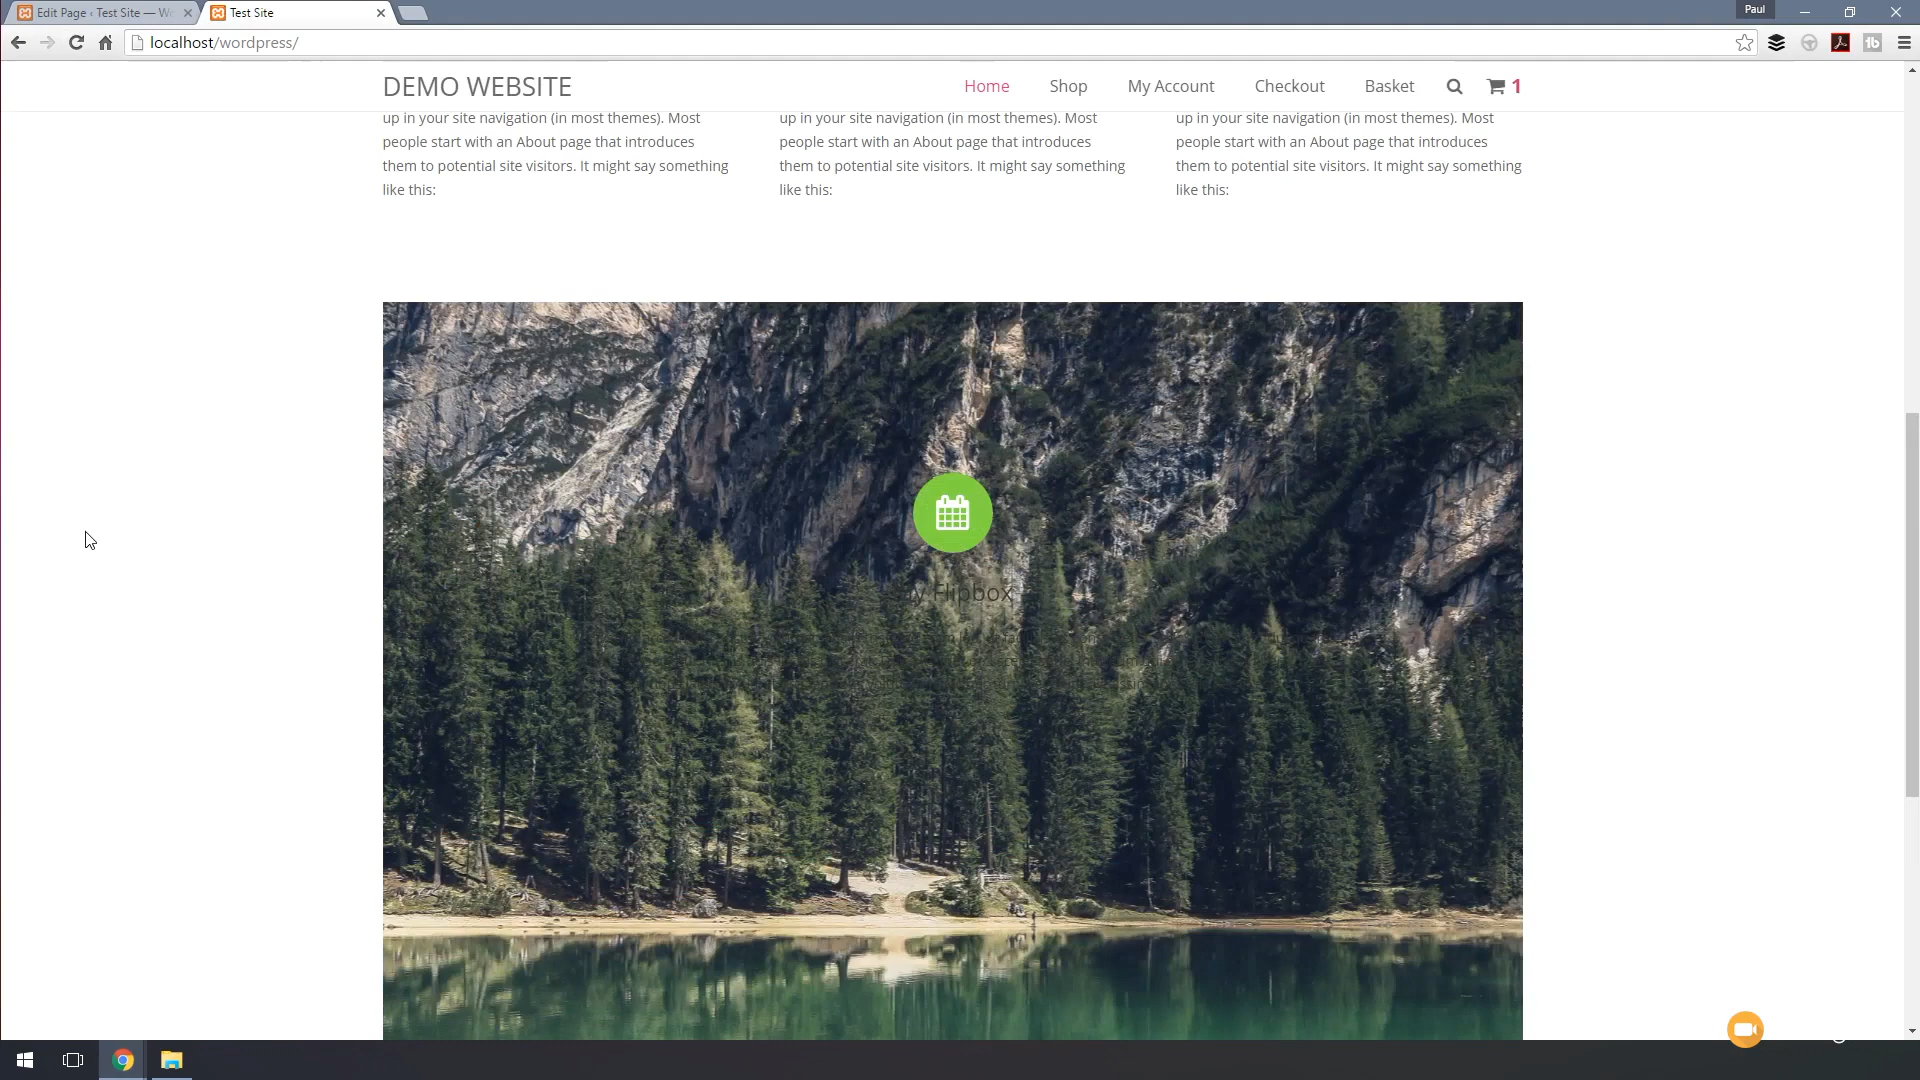 Edit Page ‹ Test Site — W
Test Site
Paul
localhost/wordpress/
DEMO WEBSITE
Home
Shop
My Account
Checkout
Basket
1
up in your site navigation (in most themes). Most
people start with an About page that introduces
them to potential site visitors. It might say something
like this:
up in your site navigation (in most themes). Most
people start with an About page that introduces
them to potential site visitors. It might say something
like this:
up in your site navigation (in most themes). Most
people start with an About page that introduces
them to potential site visitors. It might say something
like this:
Flipbox